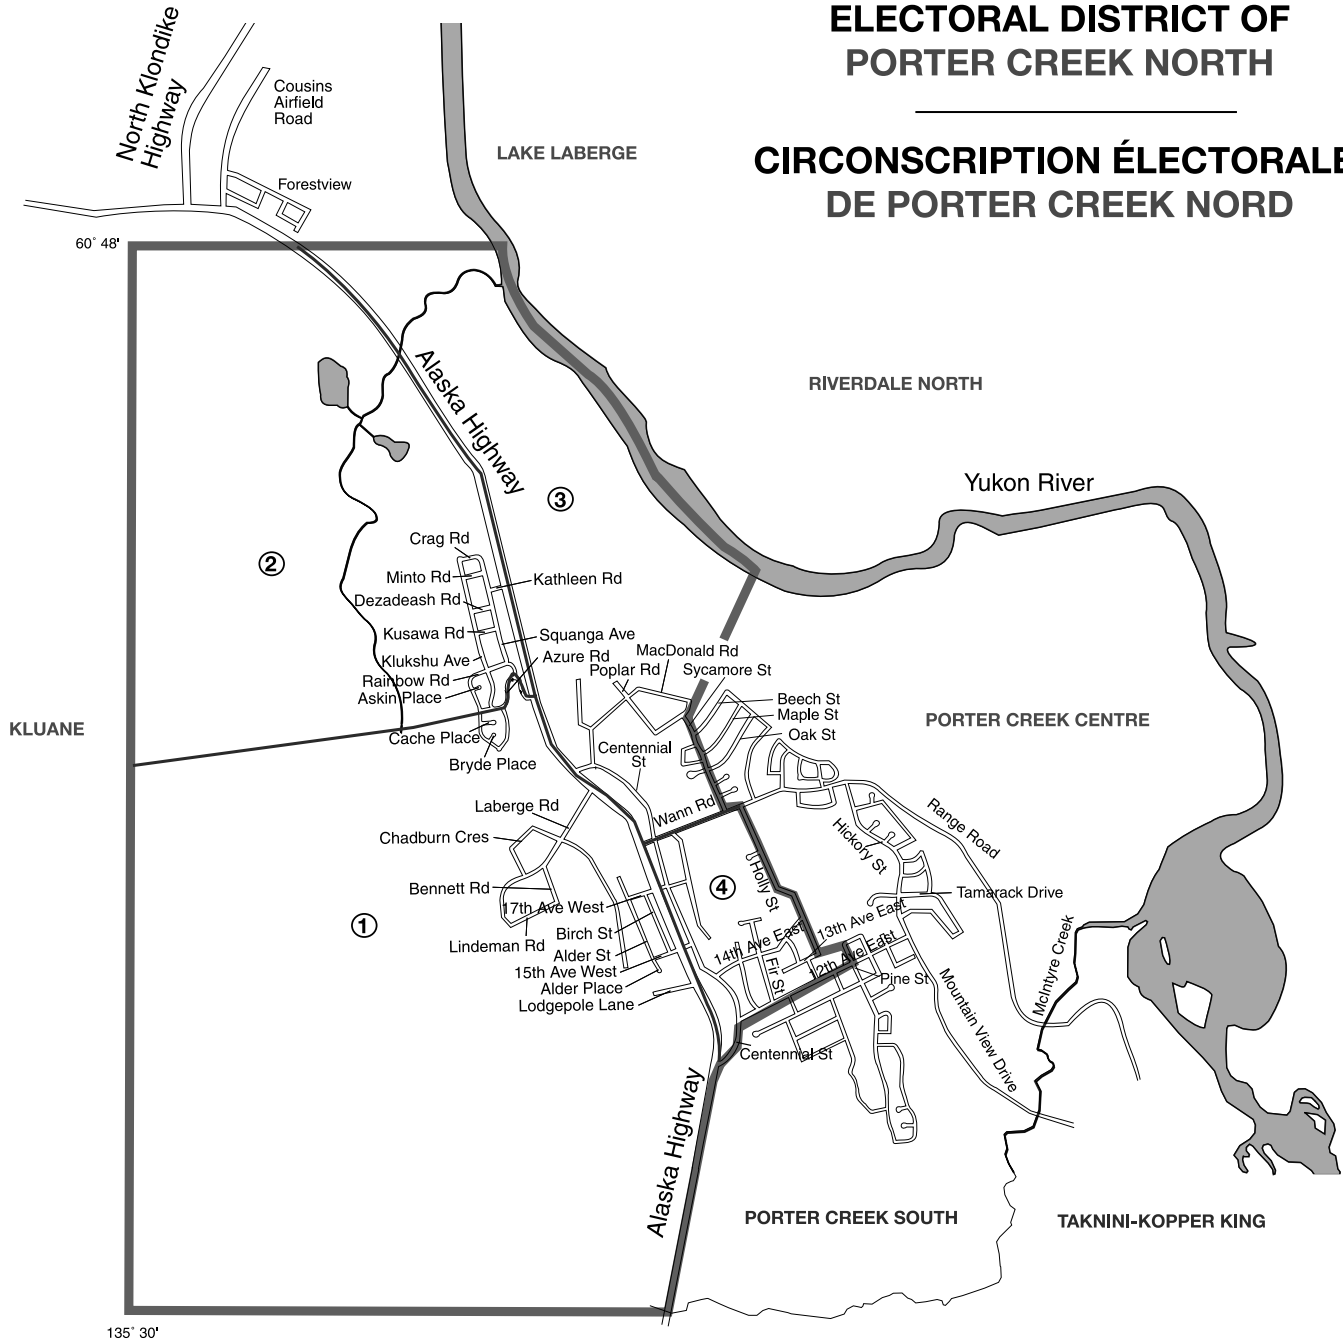 ELECTORAL DISTRICT OF
PORTER CREEK NORTH
CIRCONSCRIPTION ÉLECTORALE
DE PORTER CREEK NORD
North Klondike
Highway
Cousins
Airfield
Road
Forestview
LAKE LABERGE
60° 48'
Alaska Highway
RIVERDALE NORTH
Yukon River
3
2
Crag Rd
Minto Rd
Kathleen Rd
Dezadeash Rd
Kusawa Rd
Squanga Ave
Klukshu Ave
Azure Rd
MacDonald Rd
Rainbow Rd
Poplar Rd
Sycamore St
Askin Place
Beech St
Maple St
Oak St
KLUANE
Cache Place
Bryde Place
Centennial
St
PORTER CREEK CENTRE
Laberge Rd
Wann Rd
Range Road
Chadburn Cres
Hickory St
Bennett Rd
4
Holly St
Tamarack Drive
17th Ave West
1
Birch St
Lindeman Rd
Alder St
15th Ave West
Alder Place
Lodgepole Lane
14th Ave East
13th Ave East
12th Ave East
Fir St
Pine St
McIntyre Creek
Mountain View Drive
Centennial St
Alaska Highway
PORTER CREEK SOUTH
TAKNINI-KOPPER KING
135° 30'